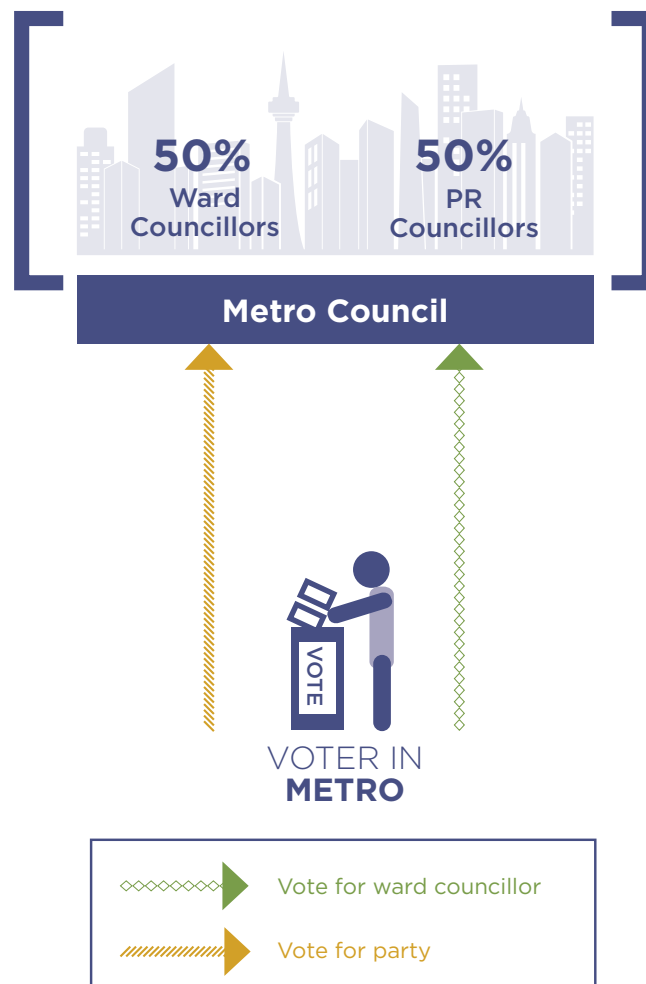 50%
Ward
Councillors
50%
PR
Councillors
Metro Council
VOTE
VOTER IN
METRO
Vote for ward councillor
Vote for party